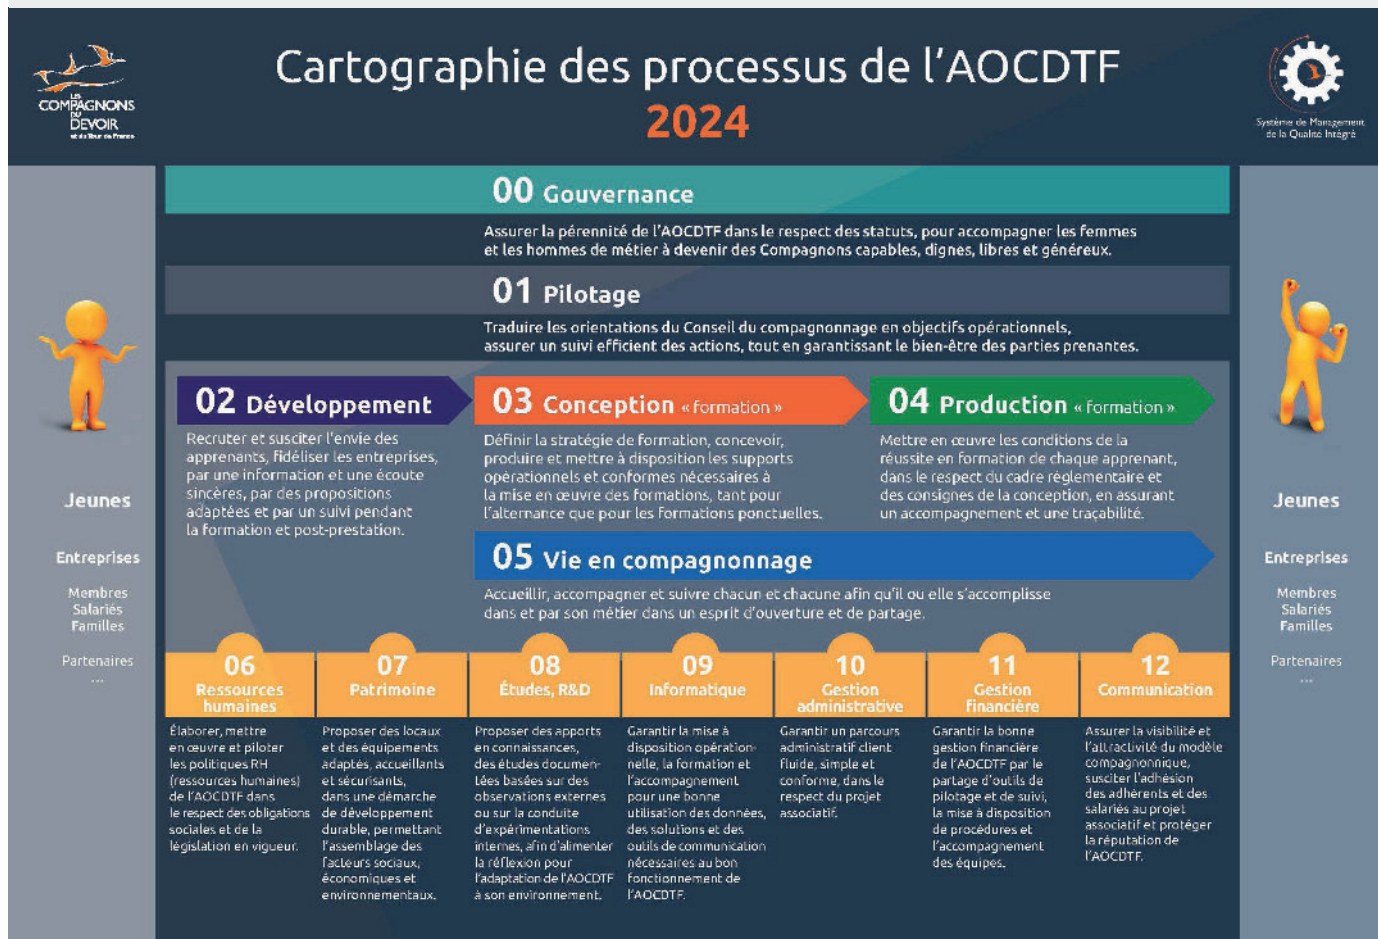 LES
COMPAGNONS
DU
DEVOIR
et du Tour de France
Cartographie des processus de l'AOCDTF
2024
Système de Management
de la Qualité Intégré
00 Gouvernance
Assurer la pérennité de l'AOCDTF dans le respect des statuts, pour accompagner les femmes
et les hommes de métier à devenir des Compagnons capables, dignes, libres et généreux.
01 Pilotage
Traduire les orientations du Conseil du compagnonnage en objectifs opérationnels,
assurer un suivi efficient des actions, tout en garantissant le bien-être des parties prenantes.
Jeunes
Entreprises
Membres
Salariés
Familles
Partenaires
...
02 Développement
Recruter et susciter l'envie des
apprenants, fidéliser les entreprises,
par une information et une écoute
sincères, par des propositions
adaptées et par un suivi pendant
la formation et post-prestation.
03 Conception « formation »
Définir la stratégie de formation, concevoir,
produire et mettre à disposition les supports
opérationnels et conformes nécessaires à
la mise en œuvre des formations, tant pour
l'alternance que pour les formations ponctuelles.
04 Production « formation »
Mettre en œuvre les conditions de la
réussite en formation de chaque apprenant,
dans le respect du cadre règlementaire et
des consignes de la conception, en assurant
un accompagnement et une traçabilité.
05 Vie en compagnonnage
Accueillir, accompagner et suivre chacun et chacune afin qu'il ou elle s'accomplisse
dans et par son métier dans un esprit d'ouverture et de partage.
Jeunes
Entreprises
Membres
Salariés
Familles
Partenaires
...
06
Ressources
humaines
Élaborer, mettre
en œuvre et piloter
les politiques RH
(ressources humaines)
de l'AOCDTF dans
le respect des obligations
sociales et de la
législation en vigueur.
07
Patrimoine
Proposer des locaux
et des équipements
adaptés, accueillants
et sécurisants,
dans une démarche
de développement
durable, permettant
l'assemblage des
facteurs sociaux,
économiques et
environnementaux.
08
Études, R&D
Proposer des apports
en connaissances,
des études documen-
tées basées sur des
observations externes
ou sur la conduite
d'expérimentations
internes, afin d'alimenter
la réflexion pour
l'adaptation de l'AOCDTF
à son environnement.
09
Informatique
Garantir la mise à
disposition opération-
nelle, la formation et
l'accompagnement
pour une bonne
utilisation des données,
des solutions et des
outils de communication
nécessaires au bon
fonctionnement de
l'AOCDTF.
10
Gestion
administrative
Garantir un parcours
administratif client
fluide, simple et
conforme, dans le
respect du projet
associatif.
11
Gestion
financière
Garantir la bonne
gestion financière
de l'AOCDTF par le
partage d'outils de
pilotage et de suivi,
la mise à disposition
de procédures et
l'accompagnement
des équipes.
12
Communication
Assurer la visibilité et
l'attractivité du modèle
compagnonnique,
susciter l'adhésion
des adhérents et des
salariés au projet
associatif et protéger
la réputation de
l'AOCDTF.